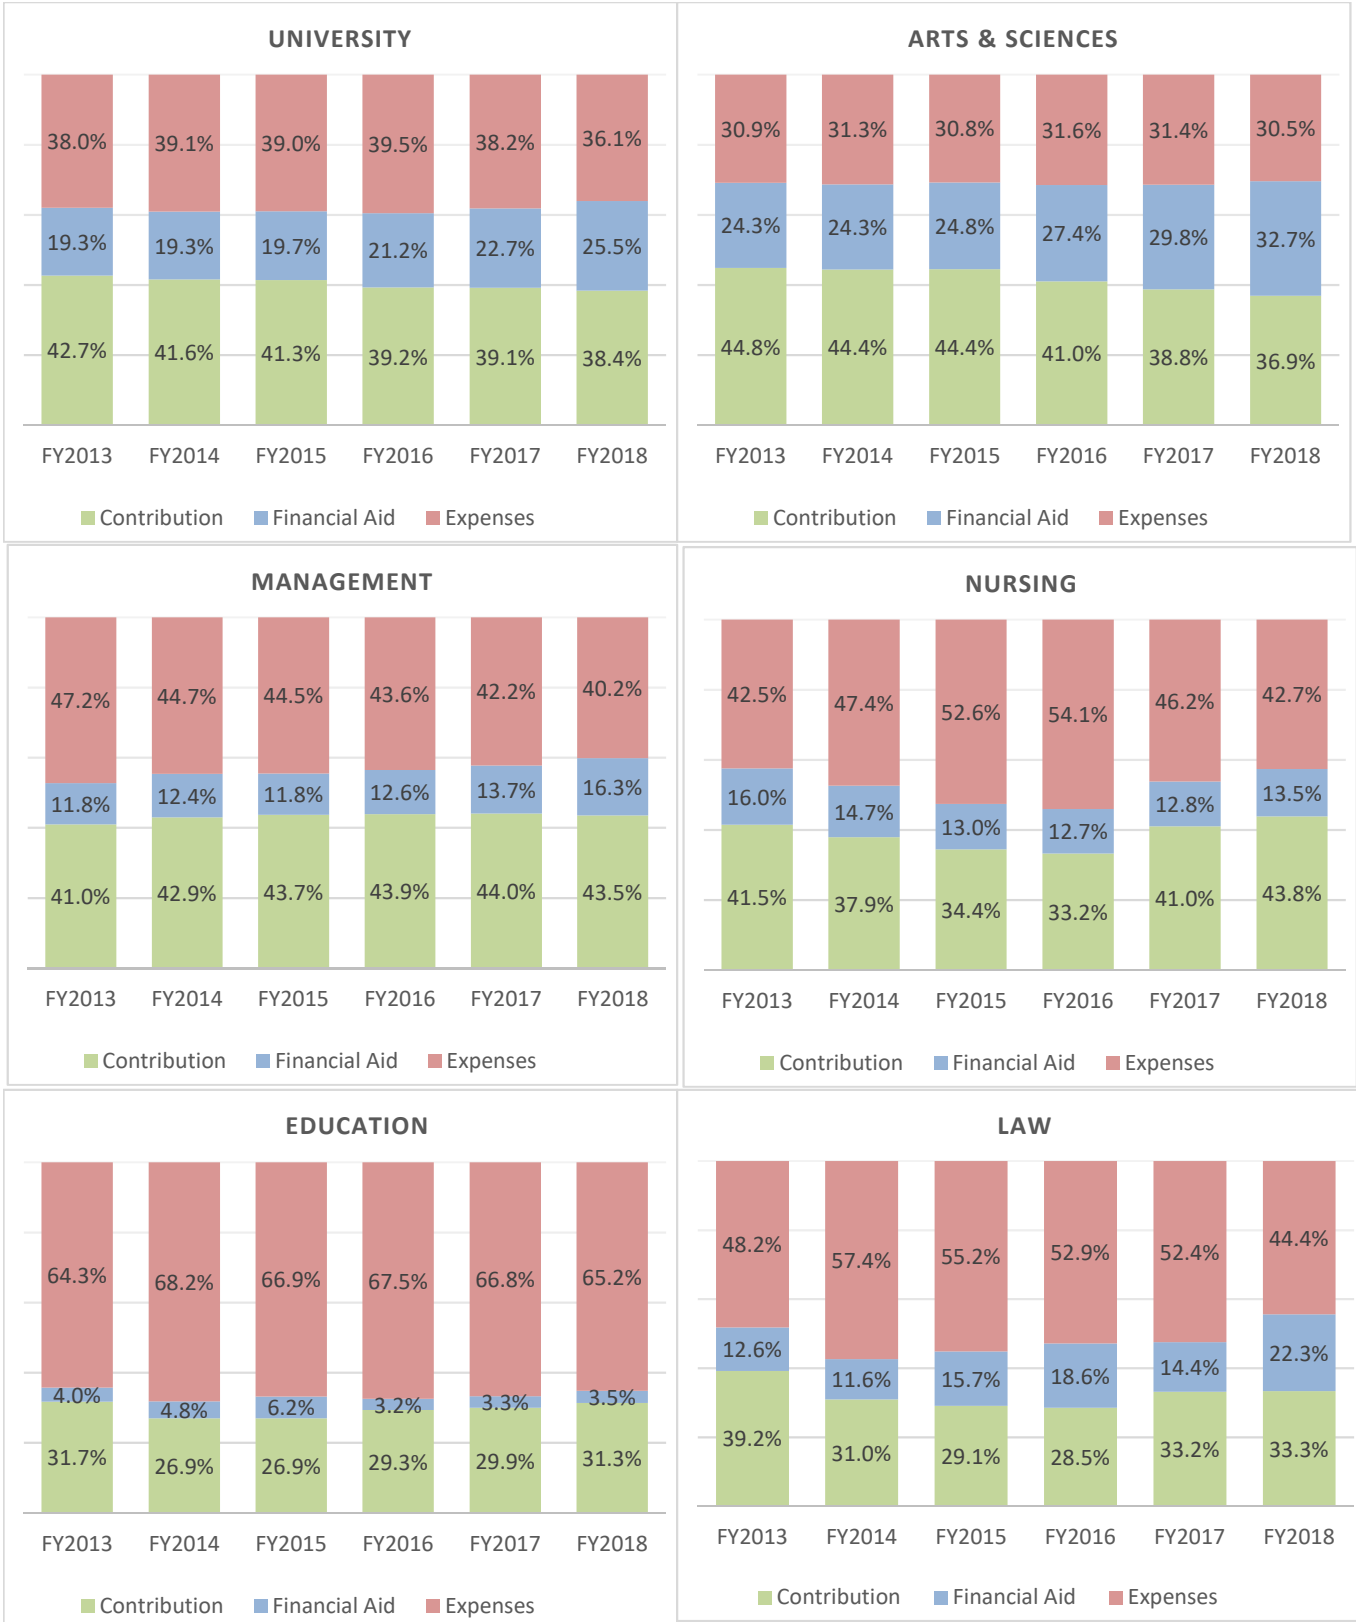 UNIVERSITY
38.0% 39.1% 39.0% 39.5% 38.2% 36.1%
19.3% 19.3% 19.7% 21.2% 22.7% 25.5%
42.7% 41.6% 41.3% 39.2% 39.1% 38.4%
FY2013 FY2014 FY2015 FY2016 FY2017 FY2018
Contribution Financial Aid Expenses
ARTS & SCIENCES
30.9% 31.3% 30.8% 31.6% 31.4% 30.5%
24.3% 24.3% 24.8% 27.4% 29.8% 32.7%
44.8% 44.4% 44.4% 41.0% 38.8% 36.9%
FY2013 FY2014 FY2015 FY2016 FY2017 FY2018
Contribution Financial Aid Expenses
MANAGEMENT
47.2% 44.7% 44.5% 43.6% 42.2% 40.2%
11.8% 12.4% 11.8% 12.6% 13.7% 16.3%
41.0% 42.9% 43.7% 43.9% 44.0% 43.5%
FY2013 FY2014 FY2015 FY2016 FY2017 FY2018
Contribution Financial Aid Expenses
NURSING
42.5% 47.4% 52.6% 54.1% 46.2% 42.7%
16.0% 14.7% 13.0% 12.7% 12.8% 13.5%
41.5% 37.9% 34.4% 33.2% 41.0% 43.8%
FY2013 FY2014 FY2015 FY2016 FY2017 FY2018
Contribution Financial Aid Expenses
EDUCATION
64.3% 68.2% 66.9% 67.5% 66.8% 65.2%
4.0% 4.8% 6.2% 3.2% 3.3% 3.5%
31.7% 26.9% 26.9% 29.3% 29.9% 31.3%
FY2013 FY2014 FY2015 FY2016 FY2017 FY2018
Contribution Financial Aid Expenses
LAW
48.2% 57.4% 55.2% 52.9% 52.4% 44.4%
12.6% 11.6% 15.7% 18.6% 14.4% 22.3%
39.2% 31.0% 29.1% 28.5% 33.2% 33.3%
FY2013 FY2014 FY2015 FY2016 FY2017 FY2018
Contribution Financial Aid Expenses